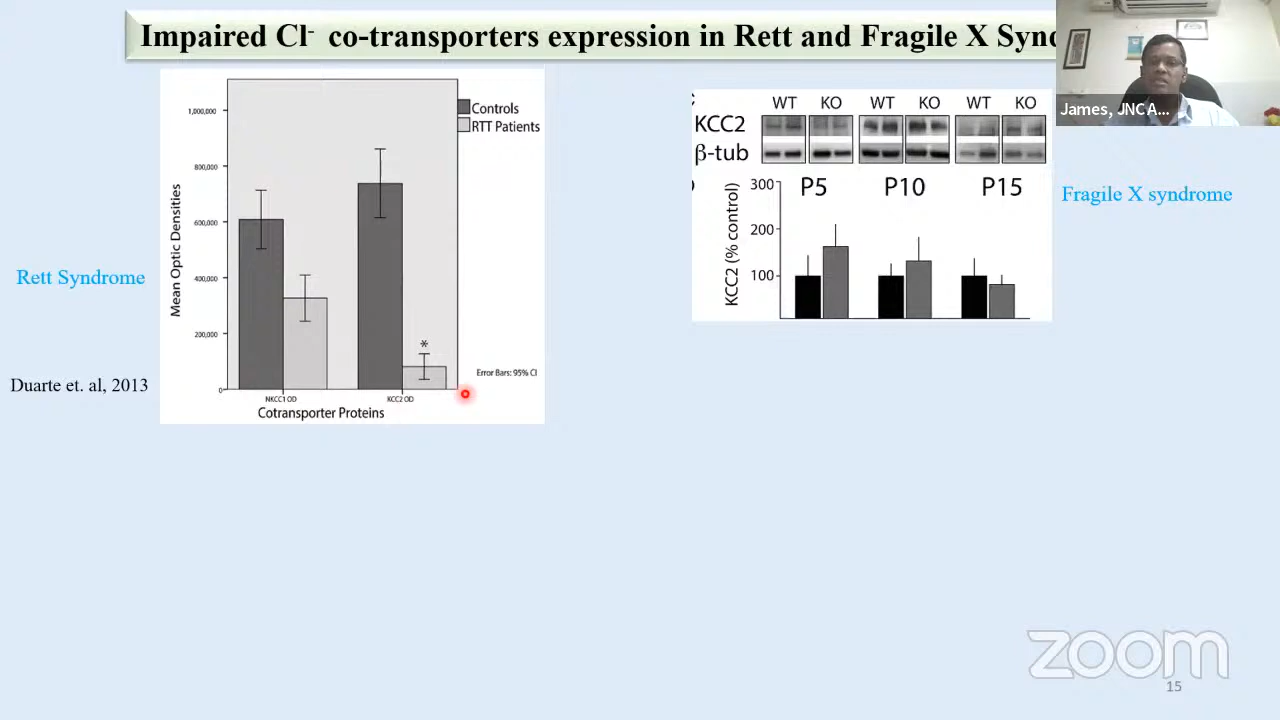 Impaired Cl- co-transporters expression in Rett and Fragile X Synd
James, JNC A...
Controls
RTT Patients
1,000,000
800,000
600,000
400,000
200,000
0
Mean Optic Densities
*
Error Bars: 95% CI
NKCC1 OD
KCC2 OD
Cotransporter Proteins
Rett Syndrome
Duarte et. al, 2013
WT KO WT KO WT KO
KCC2
β-tub
P5 P10 P15
300
200
100
KCC2 (% control)
Fragile X syndrome
zoom
15